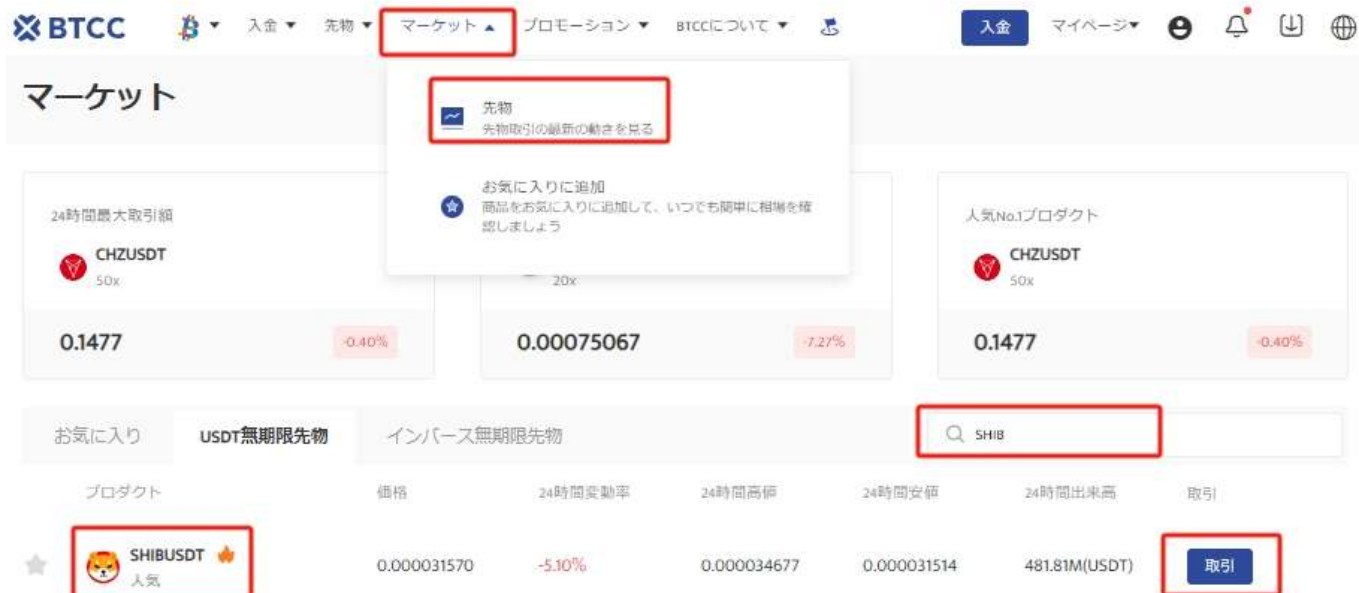 BTCC
入金 ▼ 先物 ▼ マーケット ▲ プロモーション ▼ BTCCについて ▼ 入金 マイページ▼
マーケット
先物
先物取引の最新の動きを見る
お気に入りに追加
商品をお気に入りに追加して、いつでも簡単に相場を確
認しましょう
24時間最大取引額
CHZUSDT
50x
0.1477 -0.40%
20x
0.00075067 -7.27%
人気No.1プロダクト
CHZUSDT
50x
0.1477 -0.40%
お気に入り USDT無期限先物 インバース無期限先物 SHIB
プロダクト 価格 24時間変動率 24時間高値 24時間安値 24時間出来高 取引
SHIBUSDT 0.000031570 -5.10% 0.000034677 0.000031514 481.81M(USDT) 取引
人気